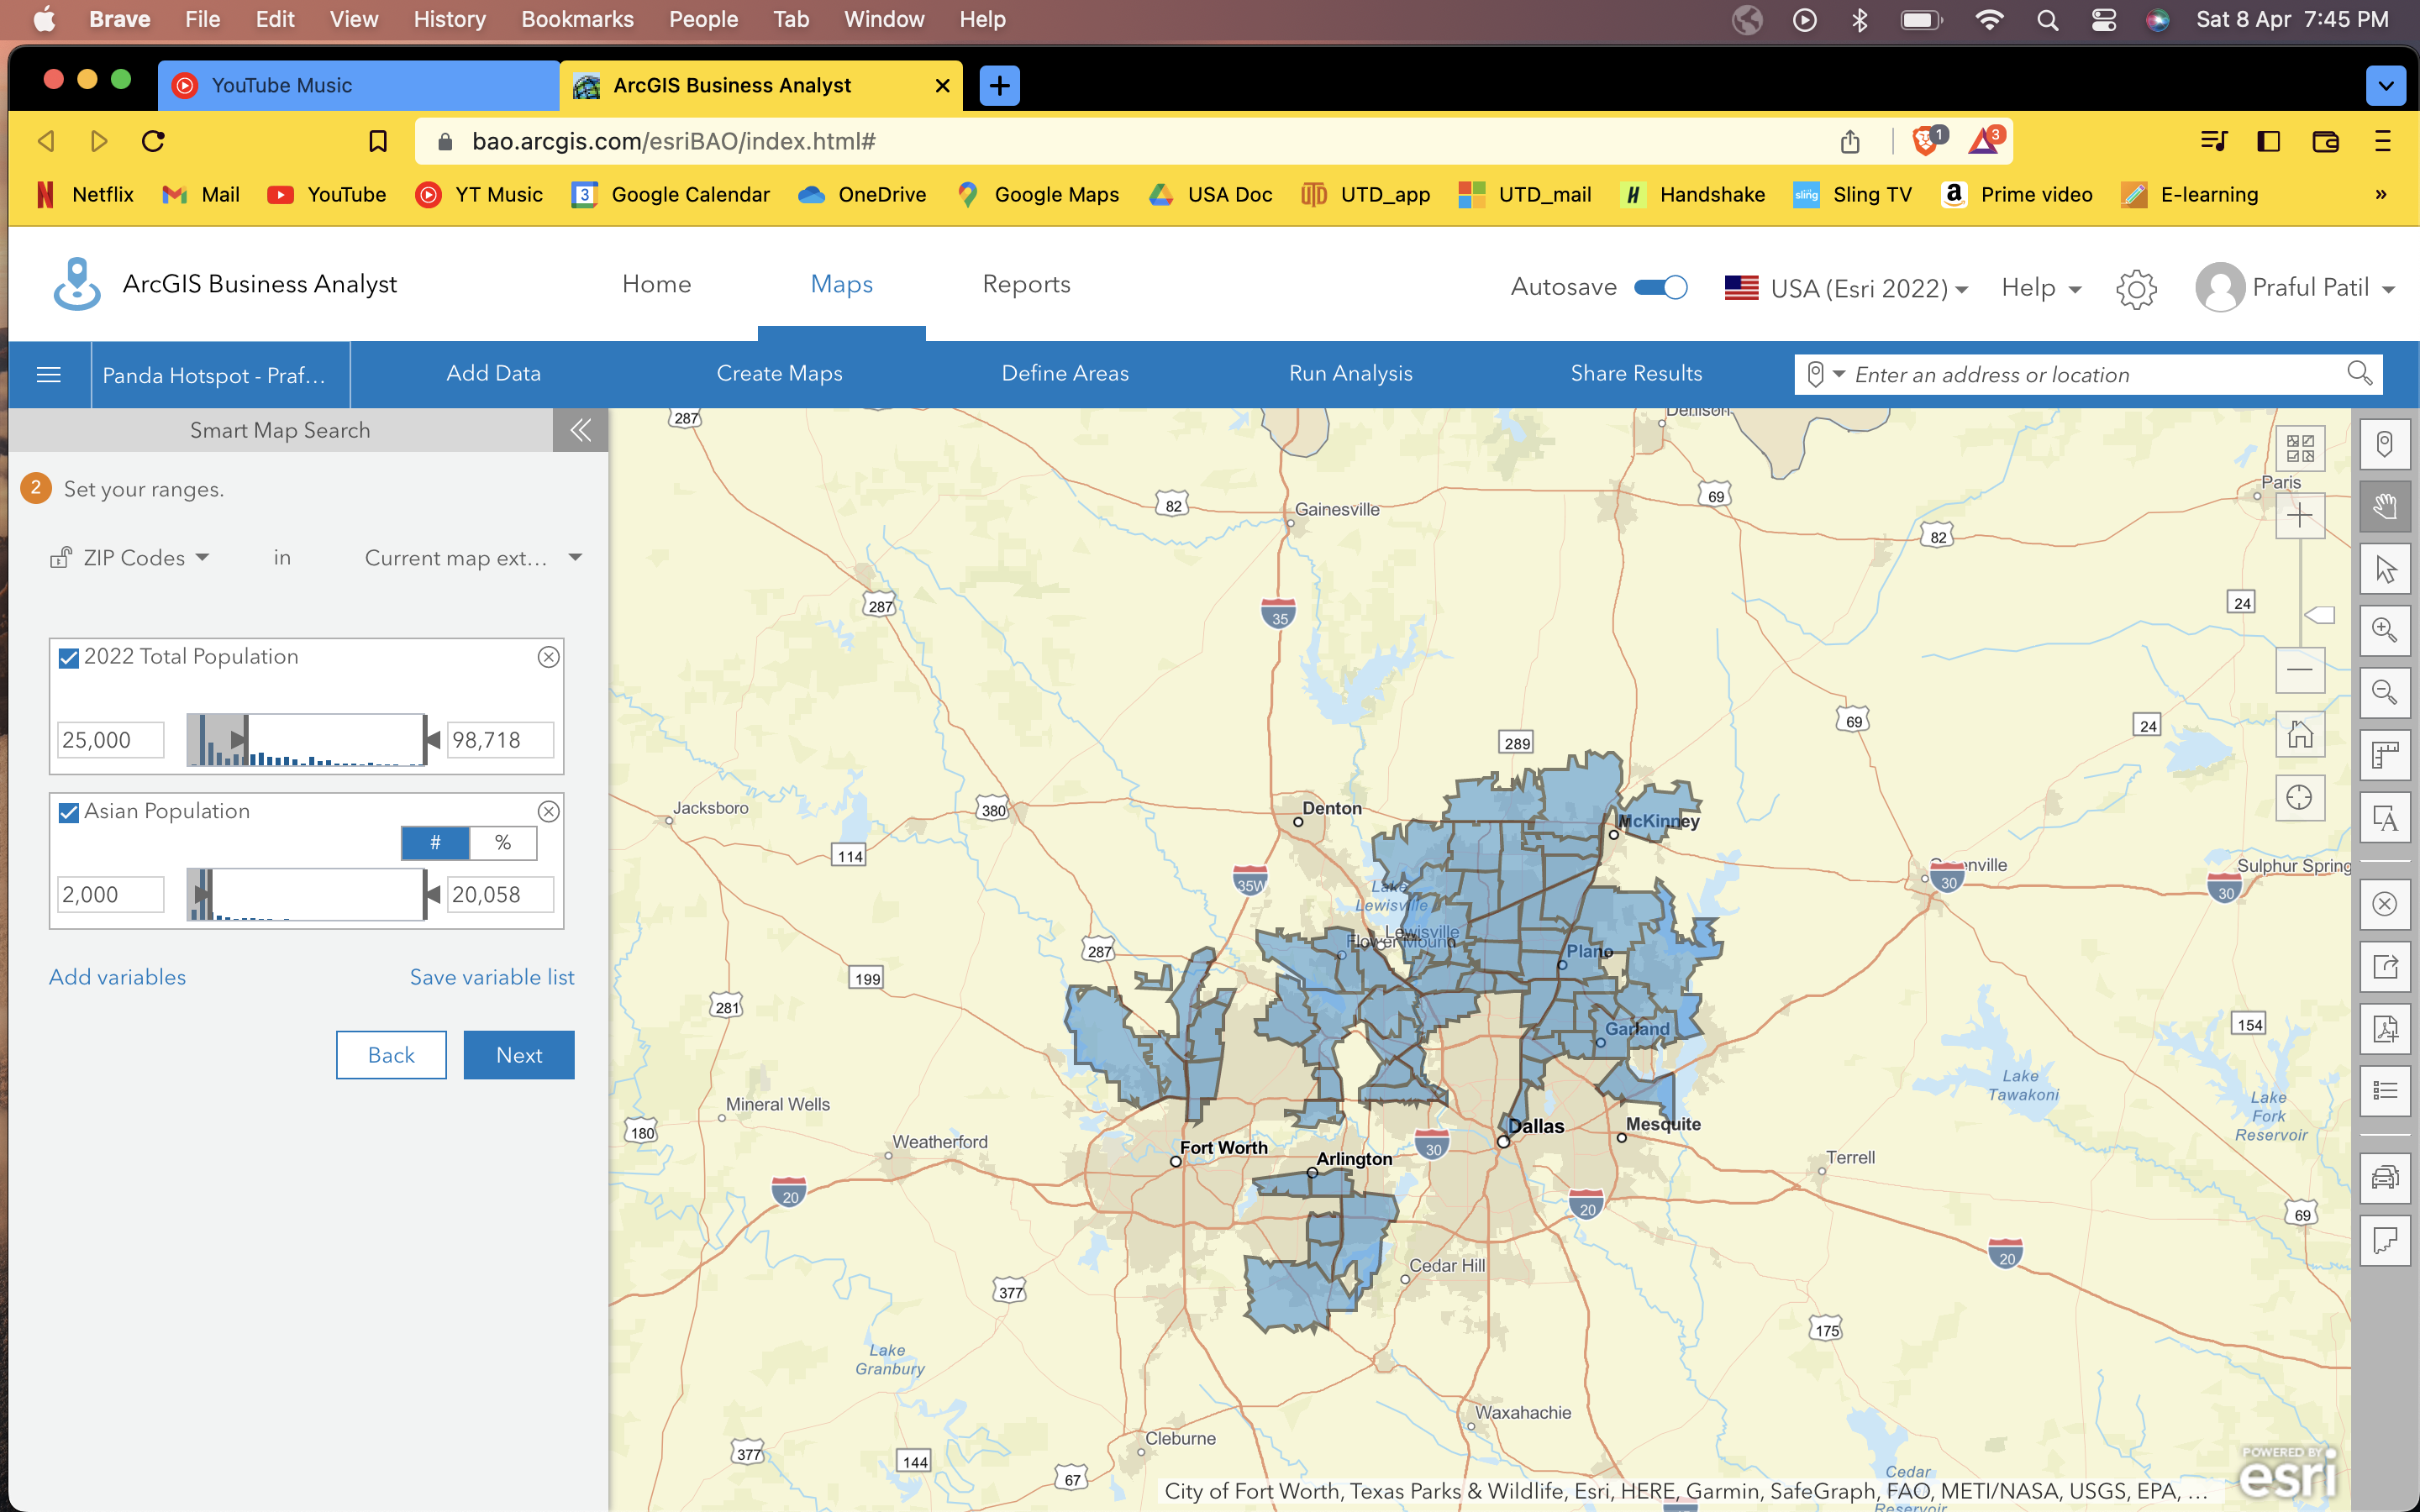 Brave File Edit View History Bookmarks People Tab Window Help Sat 8 Apr 7:45 PM
YouTube Music ArcGIS Business Analyst
bao.arcgis.com/esriBAO/index.html# 1 3
Netflix Mail YouTube YT Music 3 Google Calendar OneDrive Google Maps USA Doc UTD UTD_app UTD_mail H Handshake sling Sling TV a Prime video E-learning »
ArcGIS Business Analyst Home Maps Reports Autosave USA (Esri 2022) Help Praful Patil
Panda Hotspot - Praf... Add Data Create Maps Define Areas Run Analysis Share Results Enter an address or location
Smart Map Search
2 Set your ranges.
ZIP Codes in Current map ext...
2022 Total Population
25,000 98,718
Asian Population
# %
2,000 20,058
Add variables Save variable list
Back Next
287
Denison
Paris
82
Gainesville
69
82
287
35
24
69
24
289
Jacksboro
380
Denton
McKinney
114
35W
30
Sulphur Spring
30
Lake
Lewisville
Lewisville
Flower Mound
287
Plano
199
281
Garland
154
Lake
Tawakoni
Lake
Fork
Reservoir
Mineral Wells
180
Weatherford
Fort Worth
Arlington
30
Dallas
Mesquite
Terrell
20
20
69
20
Cedar Hill
377
175
Lake
Granbury
Waxahachie
Cleburne
377
144
67
Cedar
Reservoir
POWERED BY
esri
City of Fort Worth, Texas Parks & Wildlife, Esri, HERE, Garmin, SafeGraph, FAO, METI/NASA, USGS, EPA, ...